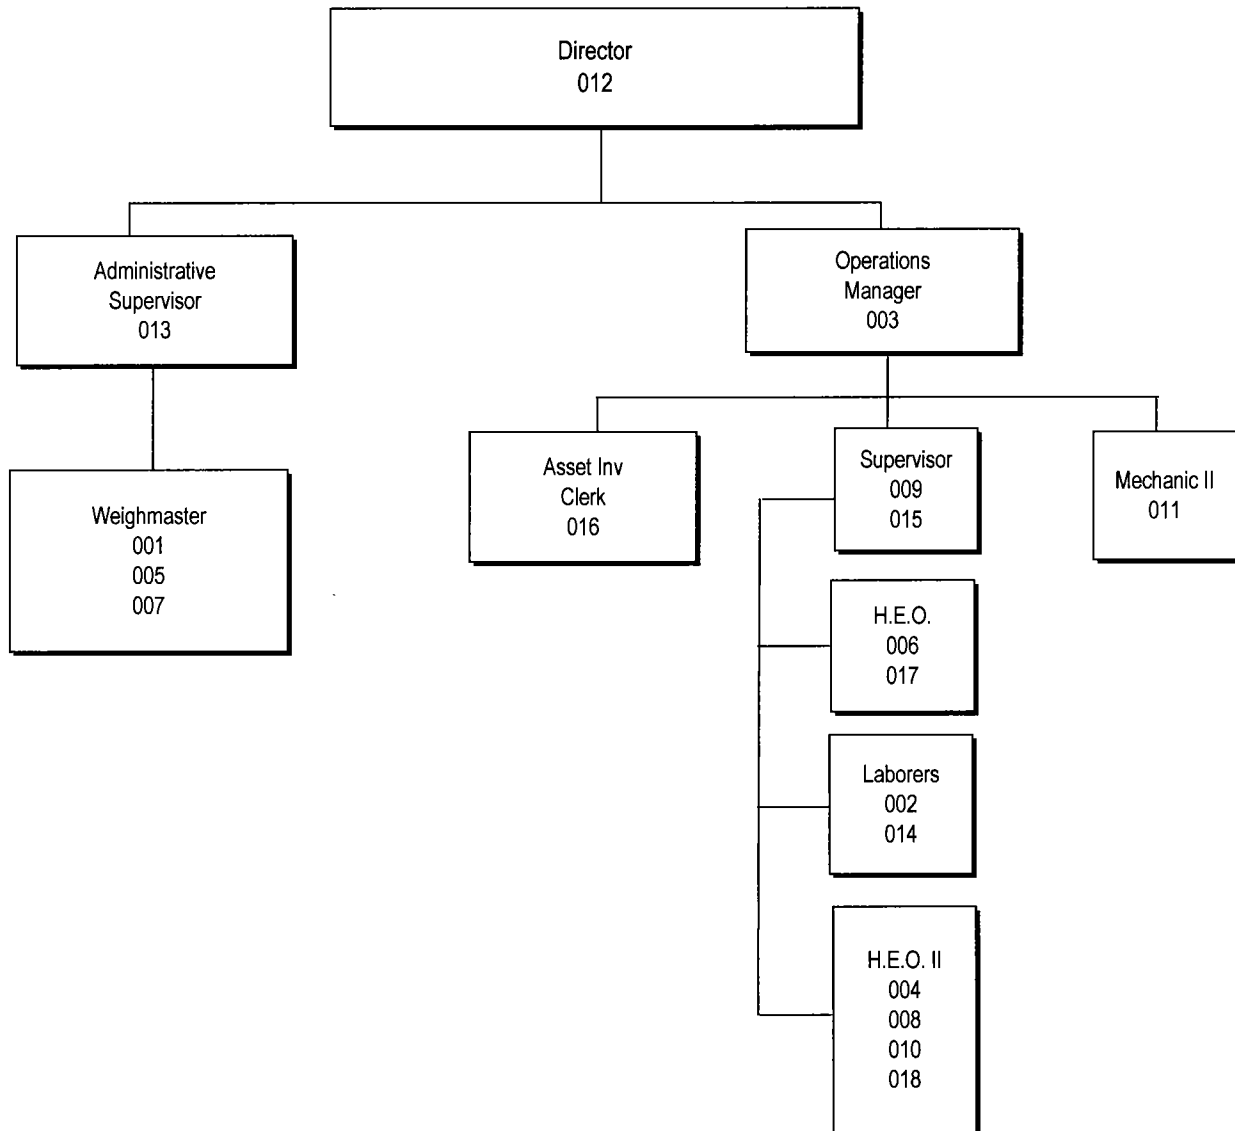 Director
012
Administrative
Supervisor
013
Operations
Manager
003
Weighmaster
001
005
007
Asset Inv
Clerk
016
Supervisor
009
015
Mechanic II
011
H.E.O.
006
017
Laborers
002
014
H.E.O. II
004
008
010
018